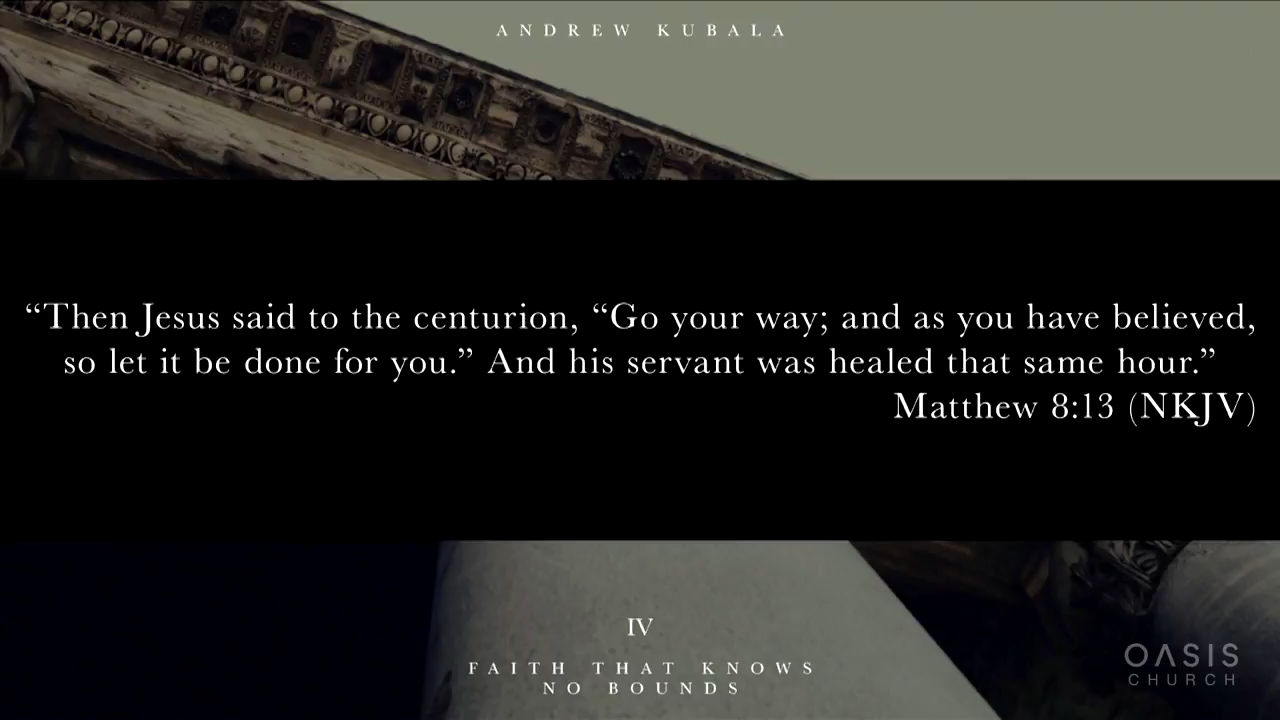 ANDREW KUBALA
“Then Jesus said to the centurion, “Go your way; and as you have believed,
so let it be done for you.” And his servant was healed that same hour.”
Matthew 8:13 (NKJV)
IV
FAITH THAT KNOWS
NO BOUNDS
OASIS
CHURCH